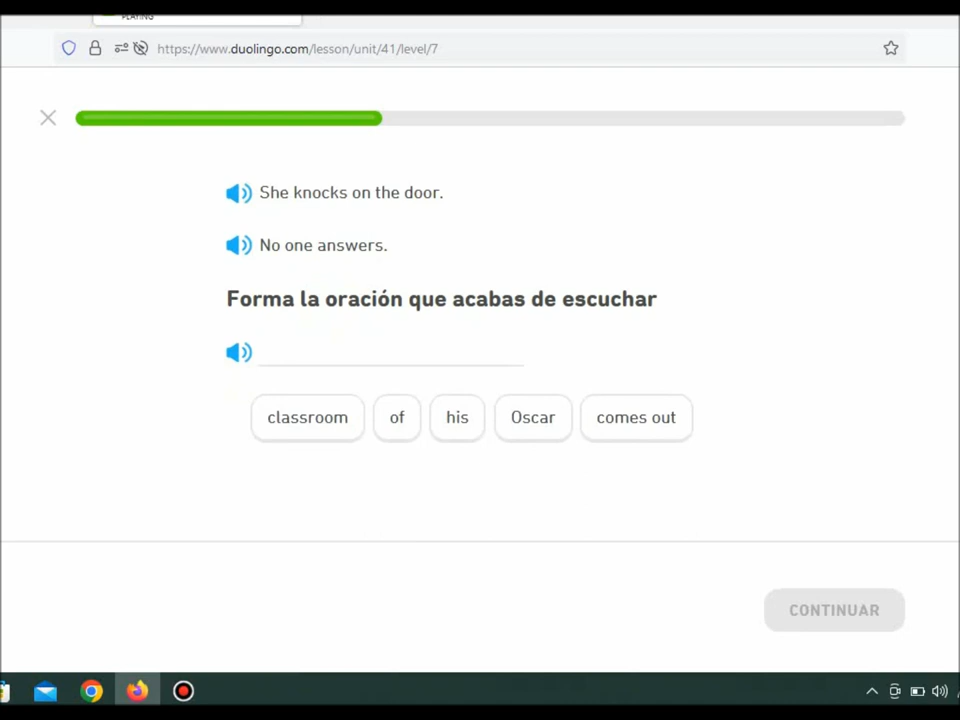 PLAYING
https://www.duolingo.com/lesson/unit/41/level/7
She knocks on the door.
No one answers.
Forma la oración que acabas de escuchar
classroom of his Oscar comes out
CONTINUAR